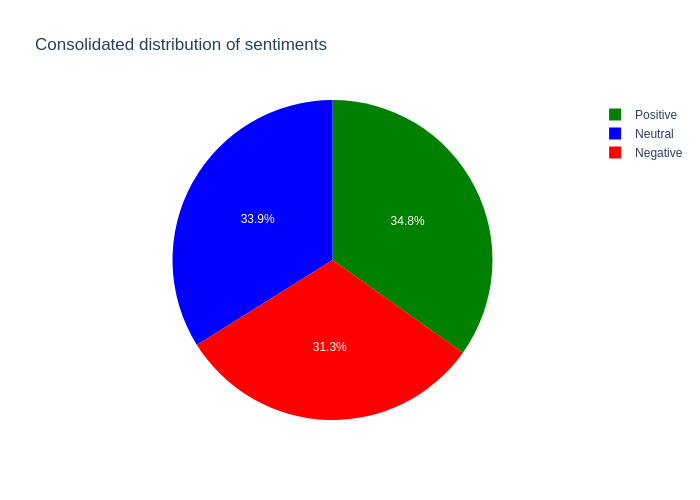 Consolidated distribution of sentiments
Positive
Neutral
Negative
33.9%
34.8%
31.3%